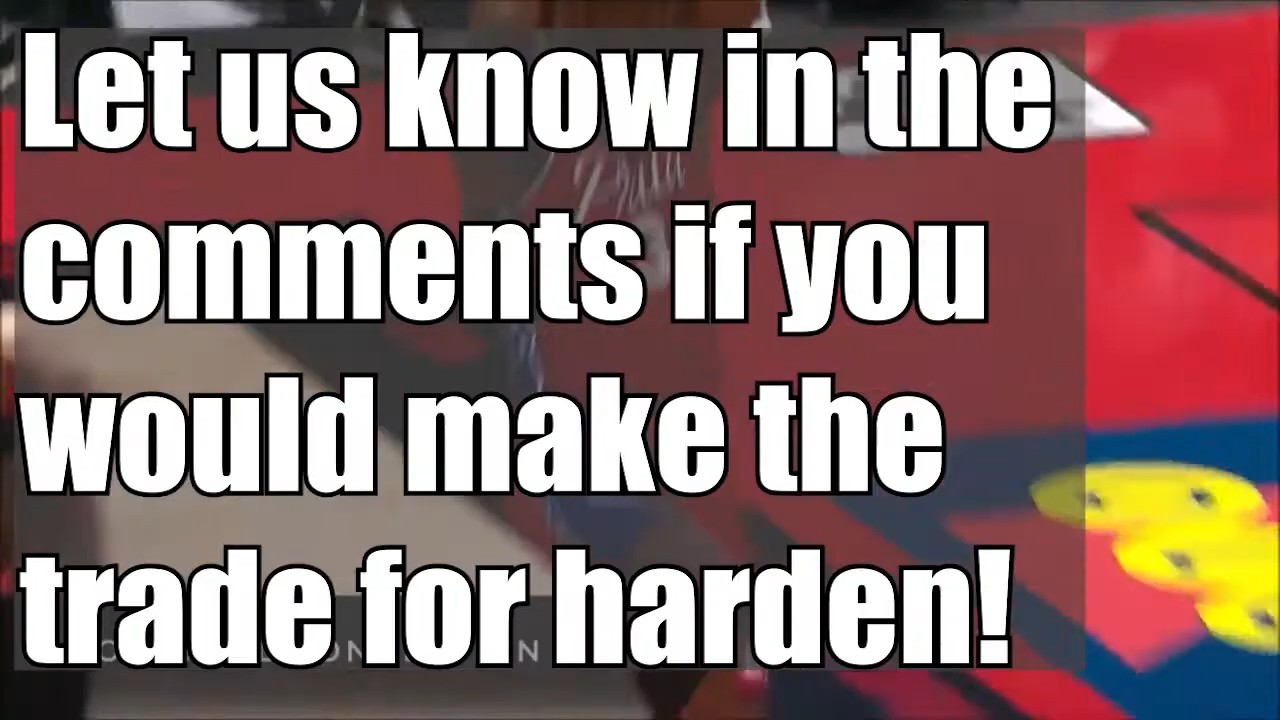 Let us know in the
comments if you
would make the
trade for harden!